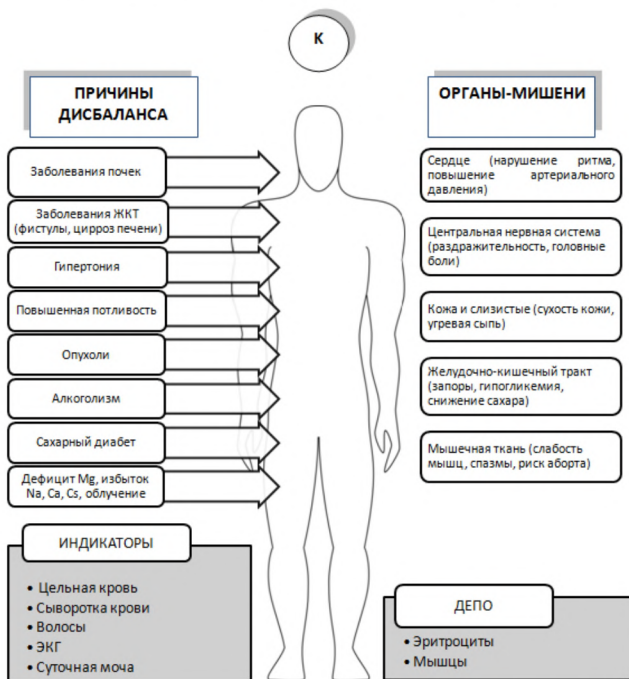 К
ПРИЧИНЫ
ДИСБАЛАНСА
Заболевания почек
Заболевания ЖКТ
(фистулы, цирроз печени)
Гипертония
Повышенная потливость
Опухоли
Алкоголизм
Сахарный диабет
Дефицит Mg, избыток
Na, Ca, Cs, облучение
ОРГАНЫ-МИШЕНИ
Сердце (нарушение ритма,
повышение артериального
давления)
Центральная нервная система
(раздражительность, головные
боли)
Кожа и слизистые (сухость кожи,
угревая сыпь)
Желудочно-кишечный тракт
(запоры, гипогликемия,
снижение сахара)
Мышечная ткань (слабость
мышц, спазмы, риск аборта)
ИНДИКАТОРЫ
• Цельная кровь
• Сыворотка крови
• Волосы
• ЭКГ
• Суточная моча
ДЕПО
• Эритроциты
• Мышцы